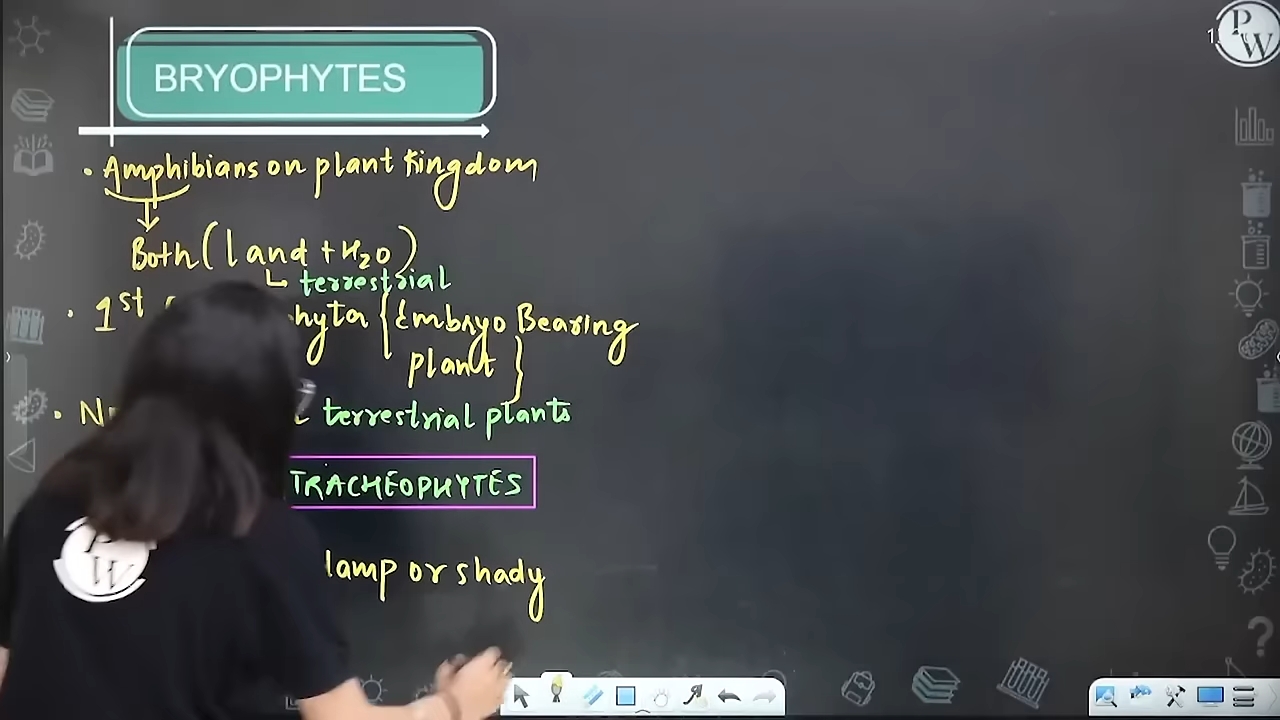 BRYOPHYTES
P
W
• Amphibians on plant Kingdom
Both (land + H₂O)
terrestrial
• 1st hyta {Embryo Bearing
plant }
• N terrestrial plants
TRACHEOPHYTES
lamp or shady
P
W